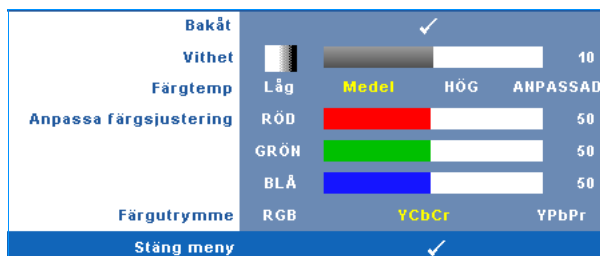 Bakåt
Vithet 10
Färgtemp Låg Medel HÖG ANPASSAD
Anpassa färgsjustering RÖD 50
GRÖN 50
BLÅ 50
Färgutrymme RGB YCbCr YPbPr
Stäng meny